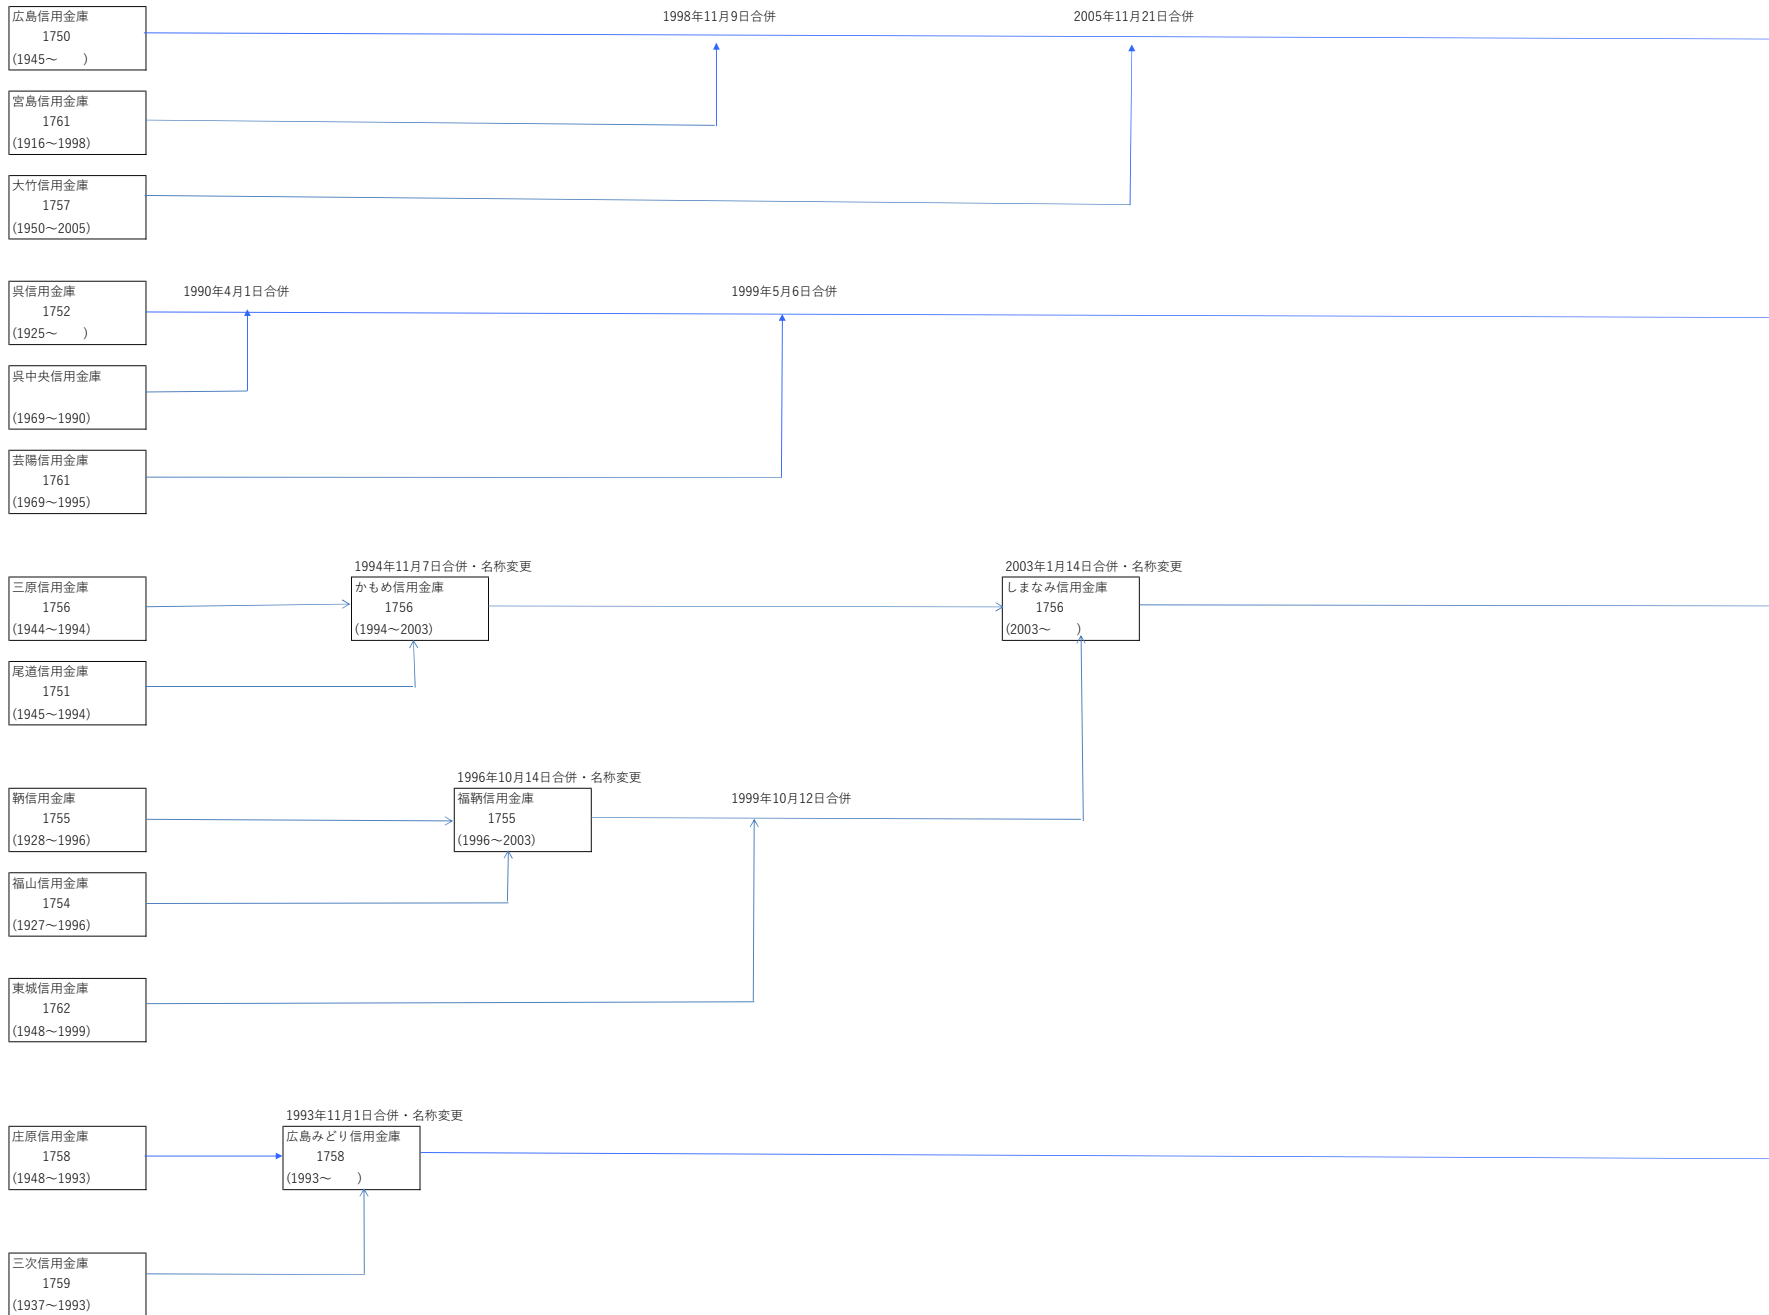 広島信用金庫
1750
(1945～　　)
1998年11月9日合併
2005年11月21日合併
宮島信用金庫
1761
(1916～1998)
大竹信用金庫
1757
(1950～2005)
呉信用金庫
1752
(1925～　　)
1990年4月1日合併
1999年5月6日合併
呉中央信用金庫
(1969～1990)
芸陽信用金庫
1761
(1969～1995)
1994年11月7日合併・名称変更
2003年1月14日合併・名称変更
三原信用金庫
1756
(1944～1994)
かもめ信用金庫
1756
(1994～2003)
しまなみ信用金庫
1756
(2003～　　)
尾道信用金庫
1751
(1945～1994)
1996年10月14日合併・名称変更
鞆信用金庫
1755
(1928～1996)
福鞆信用金庫
1755
(1996～2003)
1999年10月12日合併
福山信用金庫
1754
(1927～1996)
東城信用金庫
1762
(1948～1999)
1993年11月1日合併・名称変更
庄原信用金庫
1758
(1948～1993)
広島みどり信用金庫
1758
(1993～　　)
三次信用金庫
1759
(1937～1993)